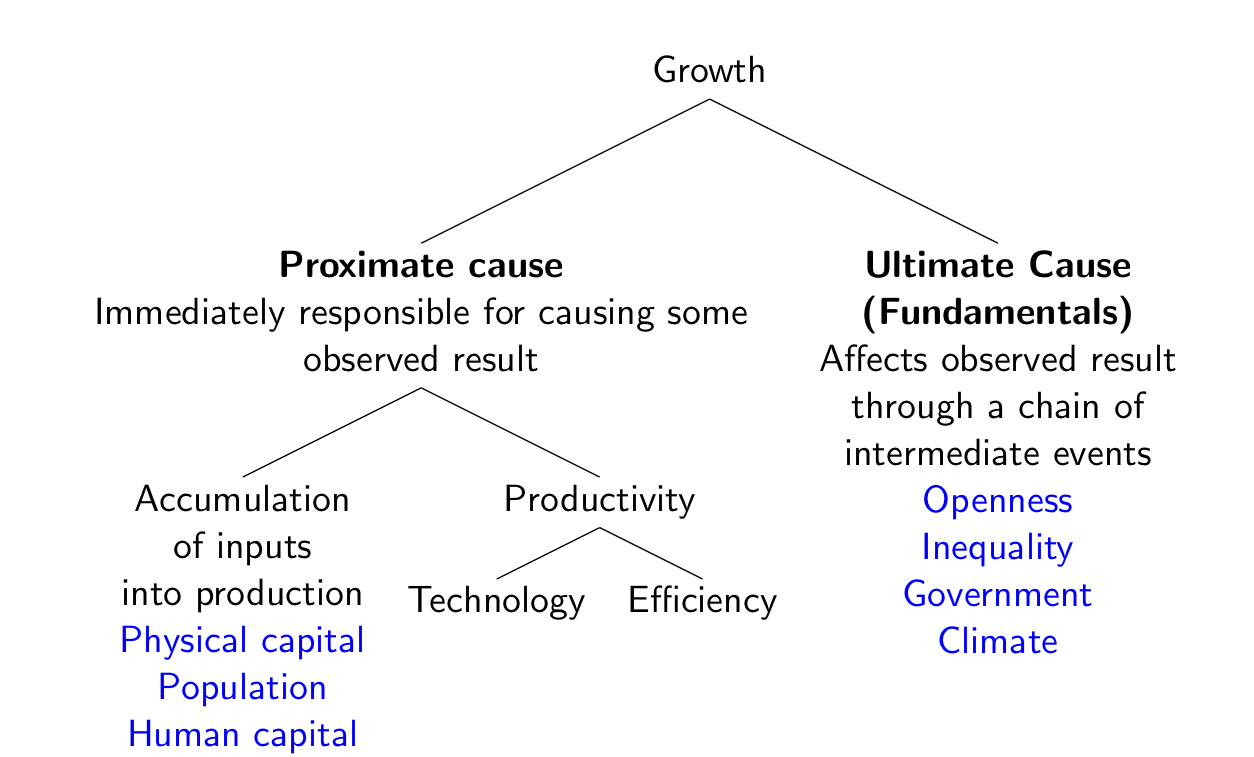 Growth
Proximate cause
Immediately responsible for causing some
observed result
Accumulation
of inputs
into production
Physical capital
Population
Human capital
Productivity
Technology
Efficiency
Ultimate Cause
(Fundamentals)
Affects observed result
through a chain of
intermediate events
Openness
Inequality
Government
Climate